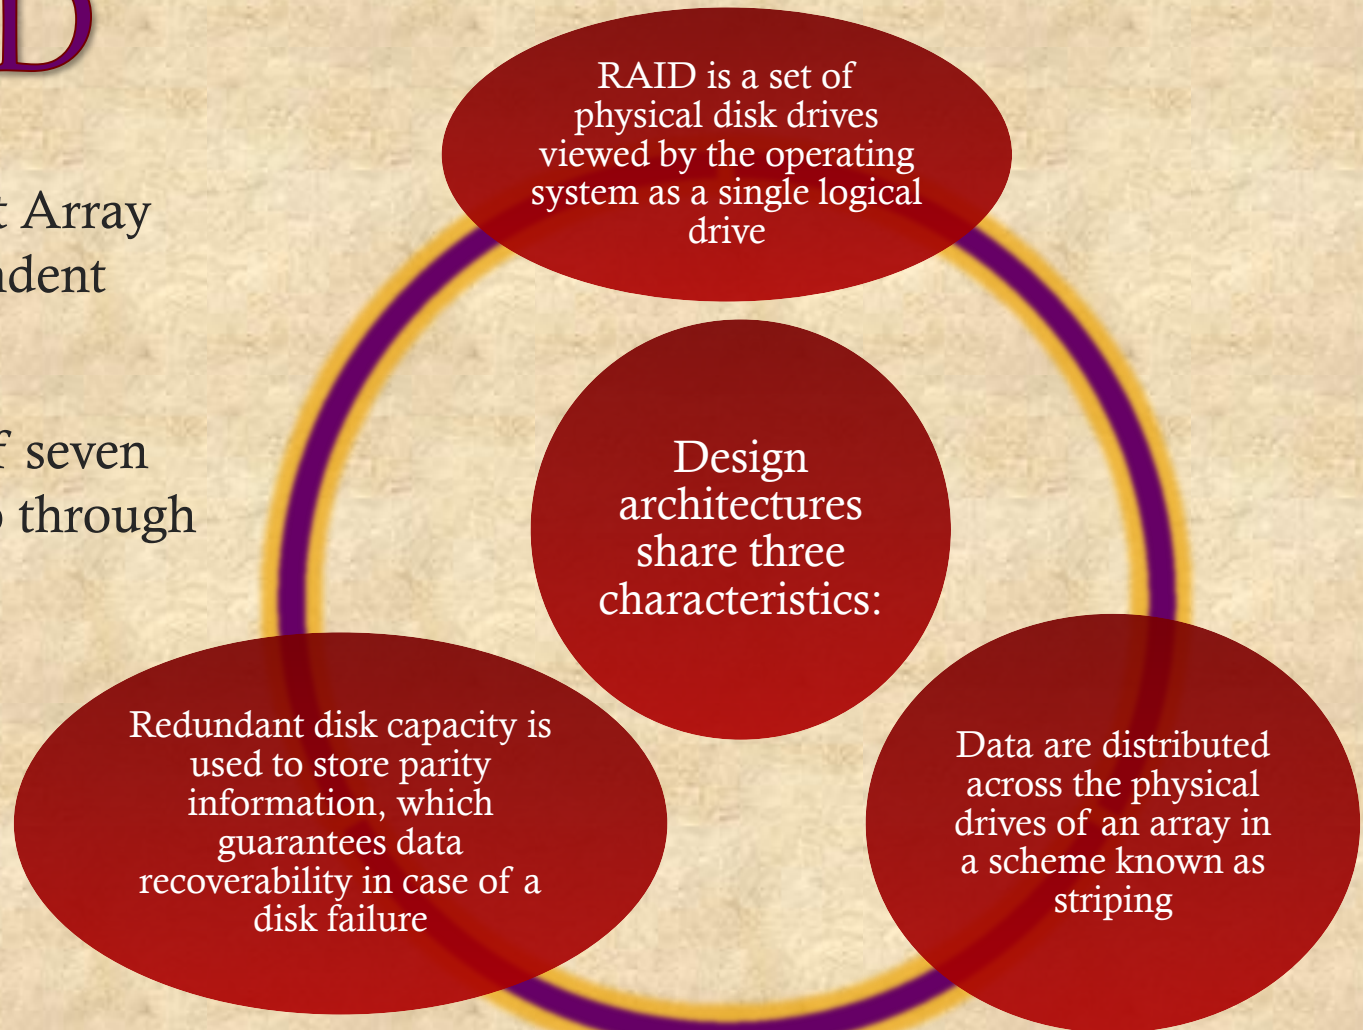 D
t Array
ndent
f seven
o through
RAID is a set of
physical disk drives
viewed by the operating
system as a single logical
drive
Design
architectures
share three
characteristics:
Redundant disk capacity is
used to store parity
information, which
guarantees data
recoverability in case of a
disk failure
Data are distributed
across the physical
drives of an array in
a scheme known as
striping